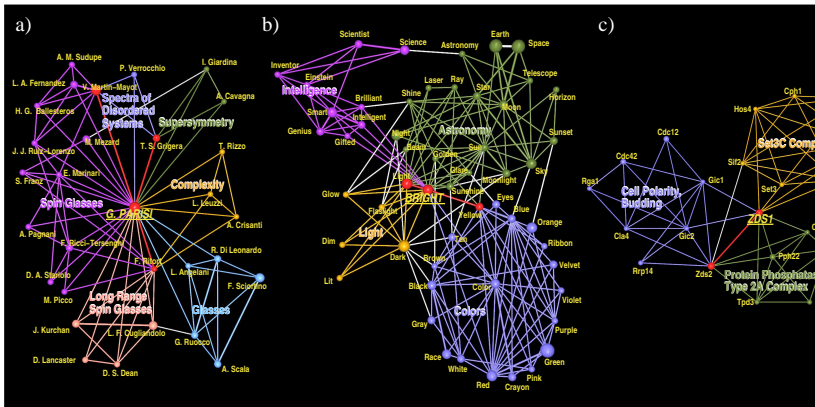 a)
A. M. Sudupe
P. Verrocchio
I. Giardina
L. A. Fernandez
V. Martin-Mayor
A. Cavagna
H. G. Ballesteros
Spectra of
Disordered
Systems
Supersymmetry
M. Mezard
T. S. Grigera
J. J. Ruiz-Lorenzo
T. Rizzo
S. Franz
E. Marinari
Complexity
Spin Glasses
L. Leuzzi
G. PARISI
A. Crisanti
A. Pagnani
F. Ricci-Tersenghi
R. Di Leonardo
F. Ritort
L. Angelani
D. A. Stariolo
F. Sciortino
M. Picco
Long Range
Spin Glasses
Glasses
J. Kurchan
L. F. Cugliandolo
G. Ruocco
D. Lancaster
D. S. Dean
A. Scala
b)
Scientist
Science
Earth
Space
Inventor
Astronomy
Einstein
Laser
Ray
Telescope
Intelligence
Star
Brilliant
Shine
Moon
Horizon
Smart
Intelligent
Genius
Gifted
Night
Astronomy
Sunset
Beam
Golden
Sun
Glare
Sky
Light
Moonlight
Glow
BRIGHT
Sunshine
Eyes
Flashlight
Yellow
Blue
Orange
Light
Dim
Tan
Ribbon
Dark
Brown
Velvet
Lit
Black
Color
Violet
Colors
Gray
Purple
Race
White
Green
Red
Crayon
Pink
c)
Cph1
Hos4
Cdc12
Set3C Comp
Cdc42
Sif2
Rga1
Gic1
Set3
Cell Polarity,
Budding
ZDS1
Cla4
Gic2
Pph22
Rrp14
Zds2
Protein Phosphatas
Type 2A Complex
Tpd3